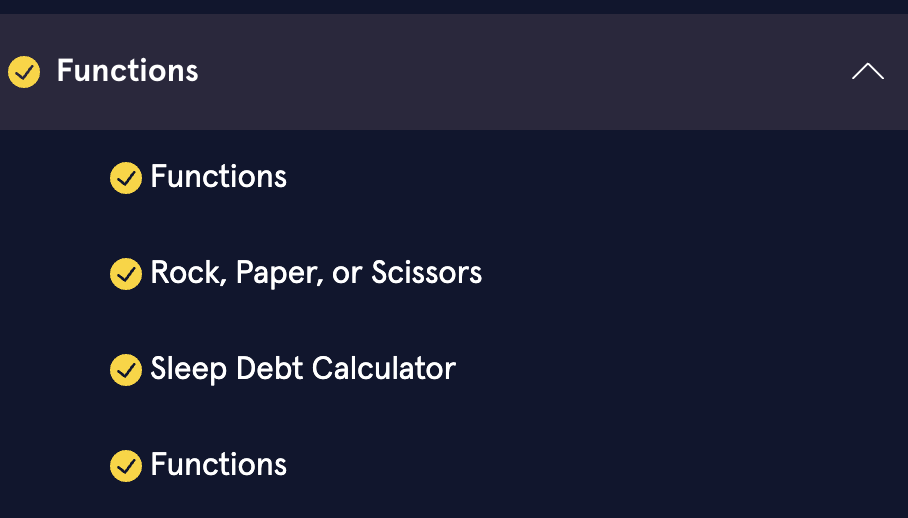 Functions
Functions
Rock, Paper, or Scissors
Sleep Debt Calculator
Functions